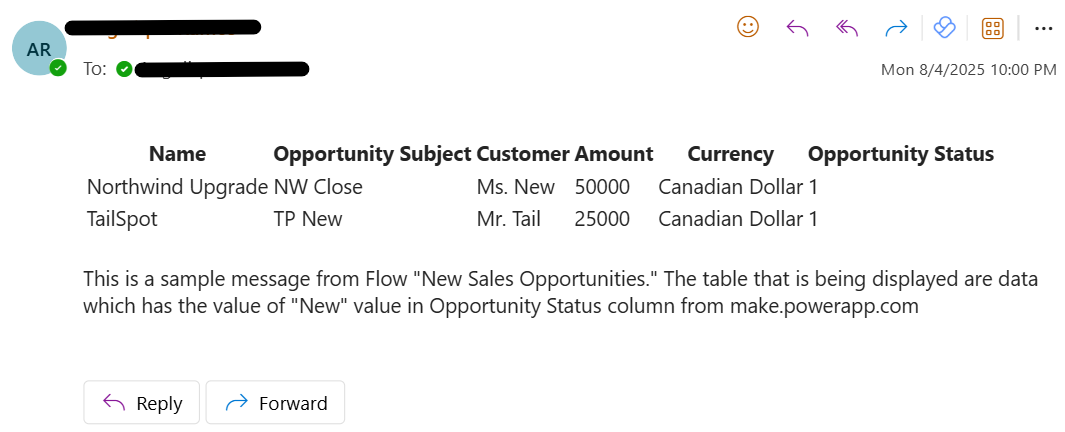 AR
To:
Mon 8/4/2025 10:00 PM
Name Opportunity Subject Customer Amount Currency Opportunity Status
Northwind Upgrade NW Close Ms. New 50000 Canadian Dollar 1
TailSpot TP New Mr. Tail 25000 Canadian Dollar 1
This is a sample message from Flow "New Sales Opportunities." The table that is being displayed are data
which has the value of "New" value in Opportunity Status column from make.powerapp.com
Reply Forward